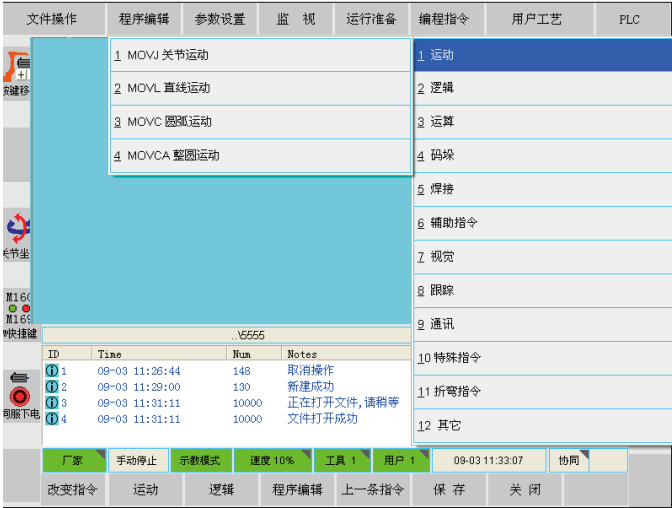 文件操作 程序编辑 参数设置 监 视 运行准备 编程指令 用户工艺 PLC
1 MOVJ 关节运动
2 MOVL 直线运动
3 MOVC 圆弧运动
4 MOVCA 整圆运动
1 运动
2 逻辑
3 运算
4 码垛
5 焊接
6 辅助指令
7 视觉
8 跟踪
9 通讯
10 特殊指令
11 折弯指令
12 其它
安键移
关节坐
M160
M169
快捷键
伺服下电
..\5555
ID Time Num Notes
1 09-03 11:26:44 148 取消操作
2 09-03 11:29:00 130 新建成功
3 09-03 11:31:11 10000 正在打开文件,请稍等
4 09-03 11:31:11 10000 文件打开成功
厂家 手动停止 示教模式 速度 10% 工具 1 用户 1 09-03 11:33:07 协同
改变指令 运动 逻辑 程序编辑 上一条指令 保 存 关 闭